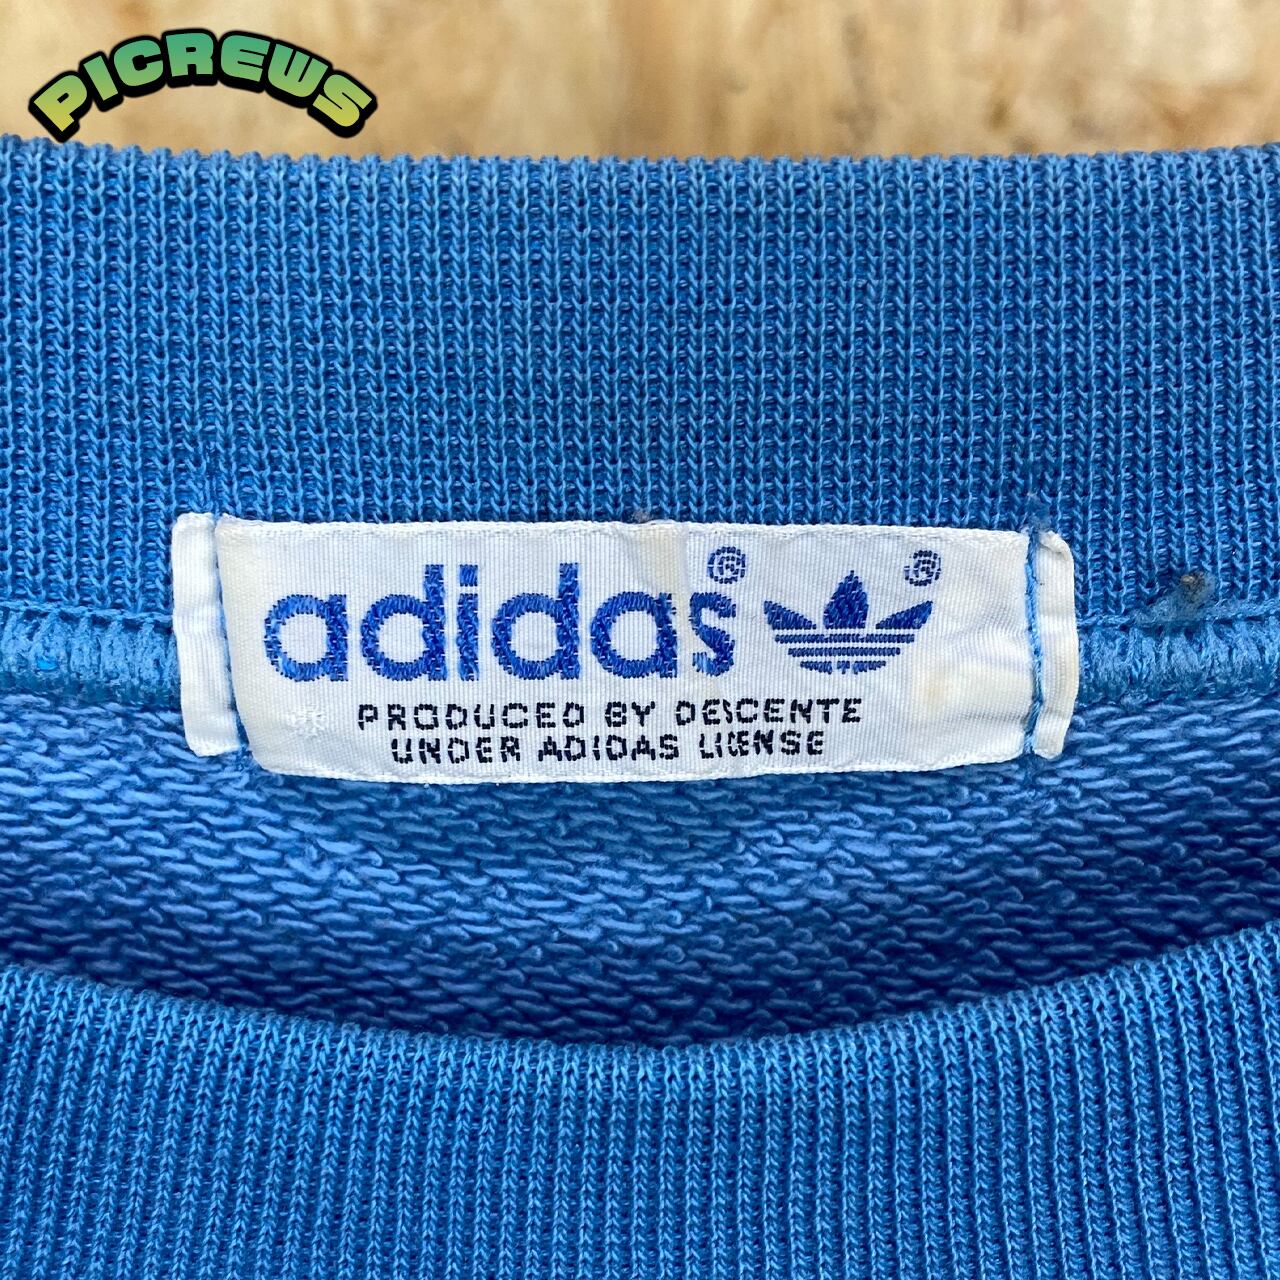 PICREWS
adidas® ®
PRODUCED BY DESCENTE
UNDER ADIDAS LICENSE